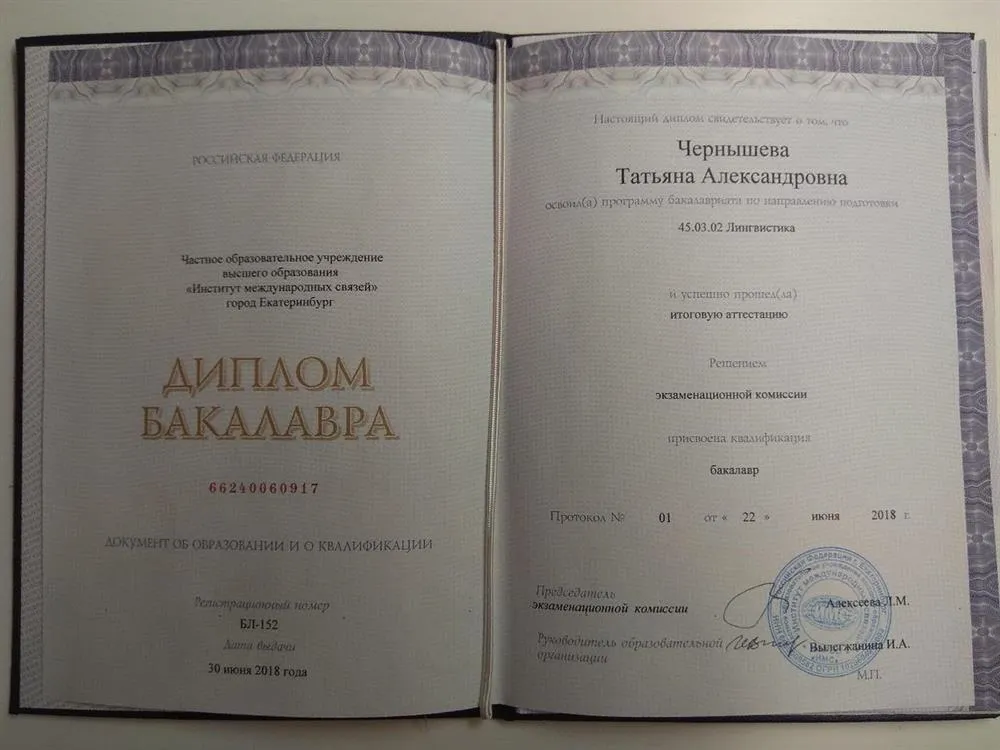 РОССИЙСКАЯ ФЕДЕРАЦИЯ
Частное образовательное учреждение
высшего образования
«Институт международных связей»
город Екатеринбург
ДИПЛОМ
БАКАЛАВРА
66240060917
ДОКУМЕНТ ОБ ОБРАЗОВАНИИ И О КВАЛИФИКАЦИИ
Регистрационный номер
БЛ-152
Дата выдачи
30 июня 2018 года
Настоящий диплом свидетельствует о том, что
Чернышева
Татьяна Александровна
освоил(а) программу бакалавриата по направлению подготовки
45.03.02 Лингвистика
и успешно прошел(ла)
итоговую аттестацию
Решением
экзаменационной комиссии
присвоена квалификация
бакалавр
Протокол № 01 от « 22 » июня 2018 г.
Председатель
экзаменационной комиссии
Алексеева Л.М.
Руководитель образовательной
организации
Вылегжанина И.А.
М.П.